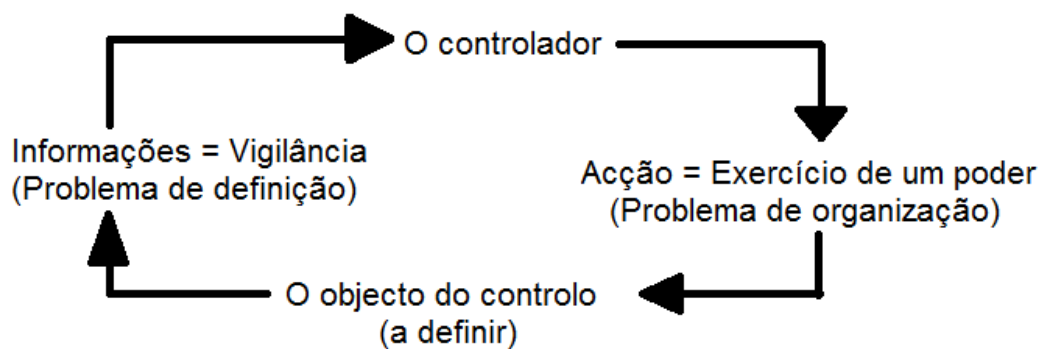 O controlador
Informações = Vigilância
(Problema de definição)
Acção = Exercício de um poder
(Problema de organização)
O objecto do controlo
(a definir)